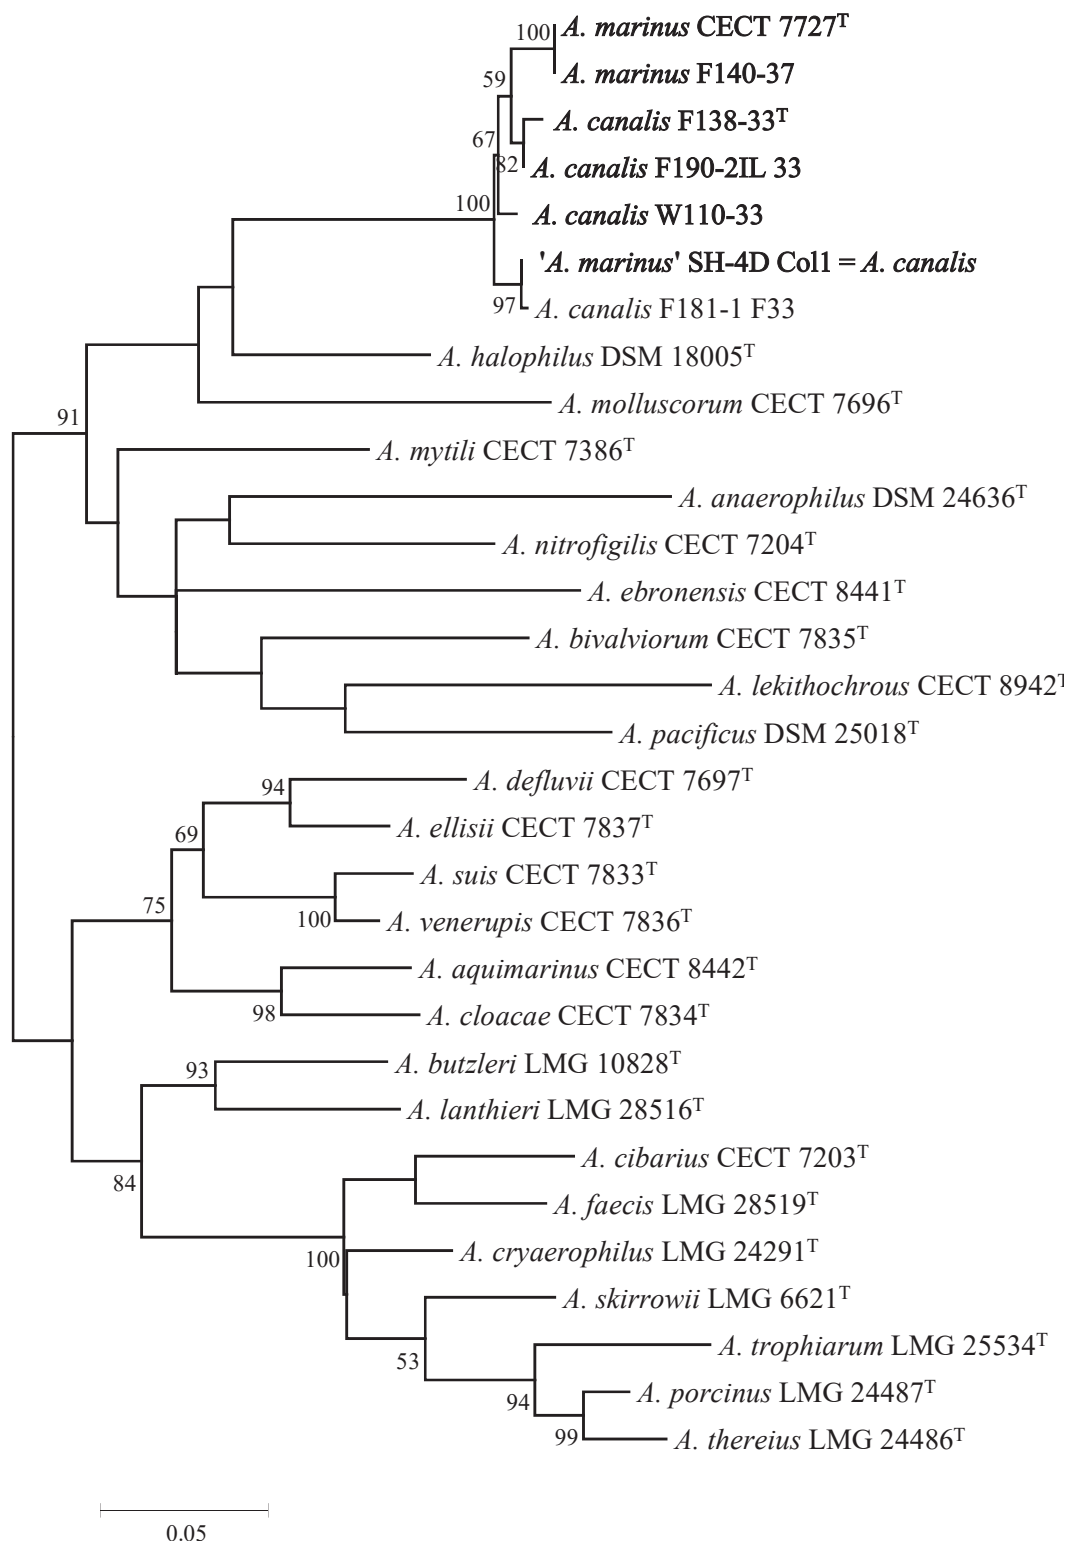 100
A. marinus CECT 7727T
A. marinus F140-37
59
A. canalis F138-33T
67
82
A. canalis F190-2IL 33
100
A. canalis W110-33
'A. marinus' SH-4D Col1 = A. canalis
97
A. canalis F181-1 F33
A. halophilus DSM 18005T
A. molluscorum CECT 7696T
91
A. mytili CECT 7386T
A. anaerophilus DSM 24636T
A. nitrofigilis CECT 7204T
A. ebronensis CECT 8441T
A. bivalviorum CECT 7835T
A. lekithochrous CECT 8942T
A. pacificus DSM 25018T
94
A. defluvii CECT 7697T
A. ellisii CECT 7837T
69
A. suis CECT 7833T
75
100
A. venerupis CECT 7836T
A. aquimarinus CECT 8442T
98
A. cloacae CECT 7834T
93
A. butzleri LMG 10828T
A. lanthieri LMG 28516T
84
A. cibarius CECT 7203T
A. faecis LMG 28519T
100
A. cryaerophilus LMG 24291T
A. skirrowii LMG 6621T
53
A. trophiarum LMG 25534T
94
A. porcinus LMG 24487T
99
A. thereius LMG 24486T
0.05